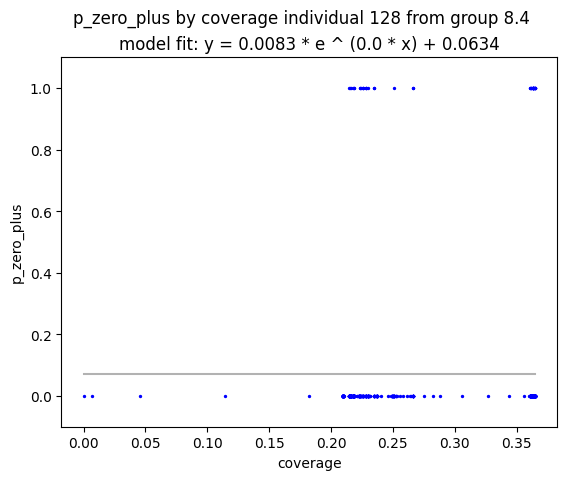 p_zero_plus by coverage individual 128 from group 8.4
model fit: y = 0.0083 * e ^ (0.0 * x) + 0.0634
1.0
0.8
0.6
0.4
0.2
0.0
p_zero_plus
0.00 0.05 0.10 0.15 0.20 0.25 0.30 0.35
coverage